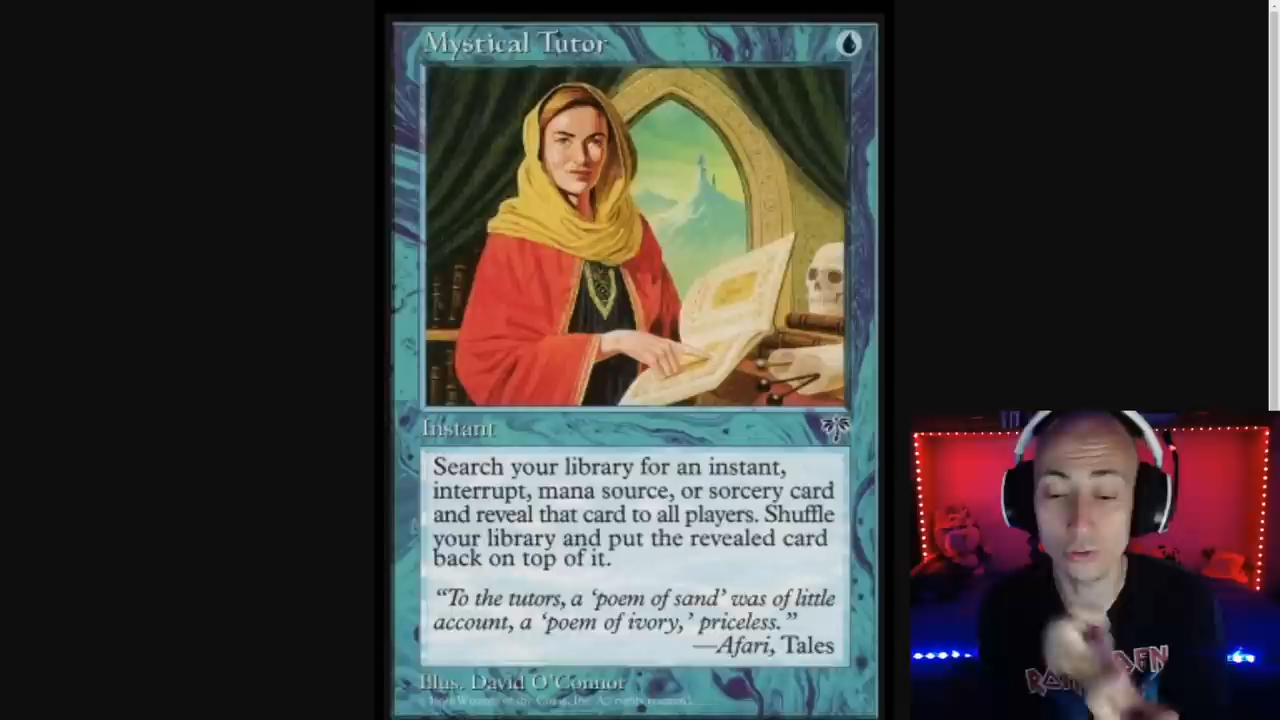 Mystical Tutor
Instant
Search your library for an instant,
interrupt, mana source, or sorcery card
and reveal that card to all players. Shuffle
your library and put the revealed card
back on top of it.
“To the tutors, a ‘poem of sand’ was of little
account, a ‘poem of ivory,’ priceless.”
—Afari, Tales
Illus. David O’Connor